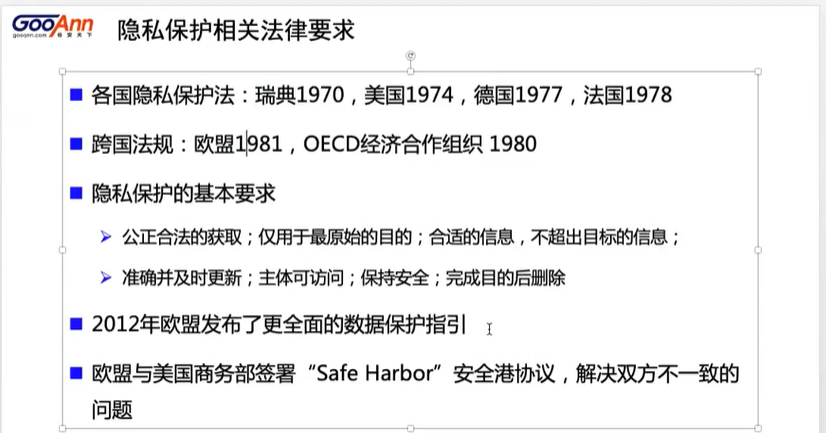 GooAnn
gooann.com 谷安天下
隐私保护相关法律要求
各国隐私保护法：瑞典1970，美国1974，德国1977，法国1978
跨国法规：欧盟1981，OECD经济合作组织 1980
隐私保护的基本要求
公正合法的获取；仅用于最原始的目的；合适的信息，不超出目标的信息；
准确并及时更新；主体可访问；保持安全；完成目的后删除
2012年欧盟发布了更全面的数据保护指引
欧盟与美国商务部签署“Safe Harbor”安全港协议，解决双方不一致的
问题